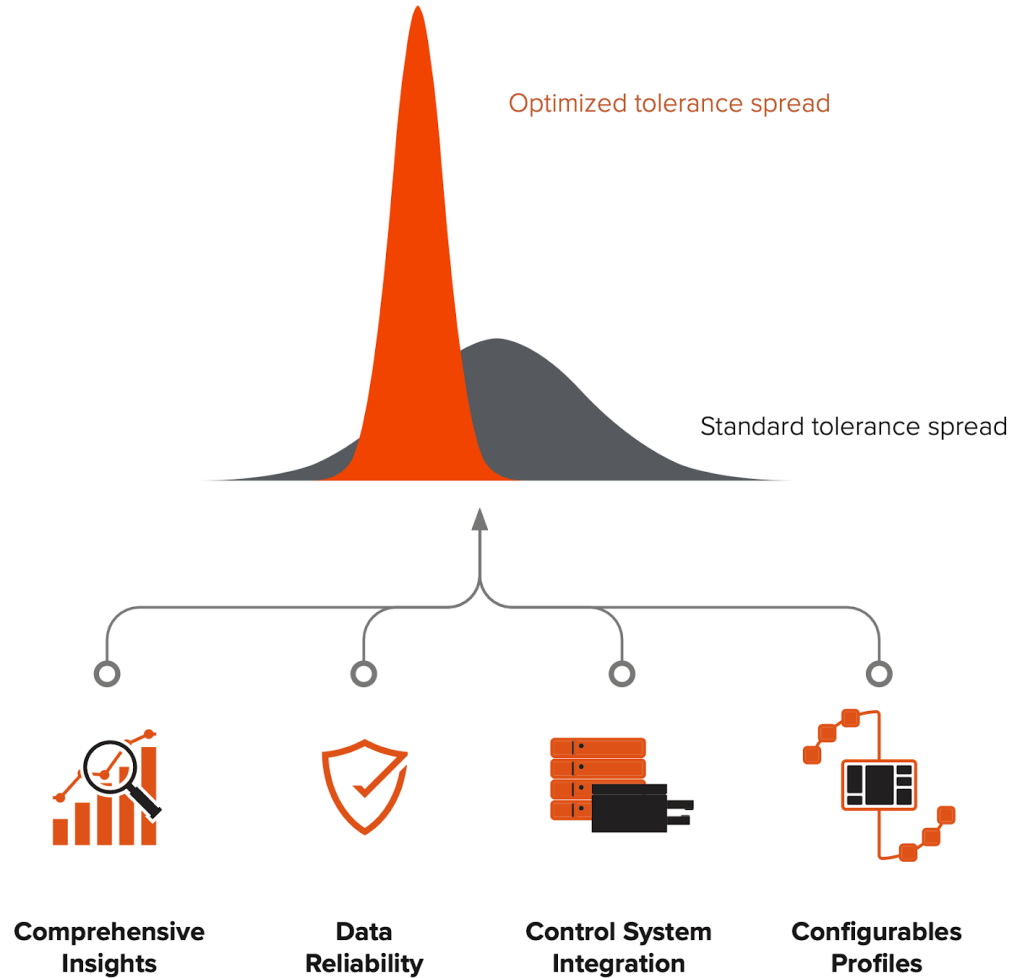 Optimized tolerance spread
Standard tolerance spread
Comprehensive
Insights
Data
Reliability
Control System
Integration
Configurables
Profiles